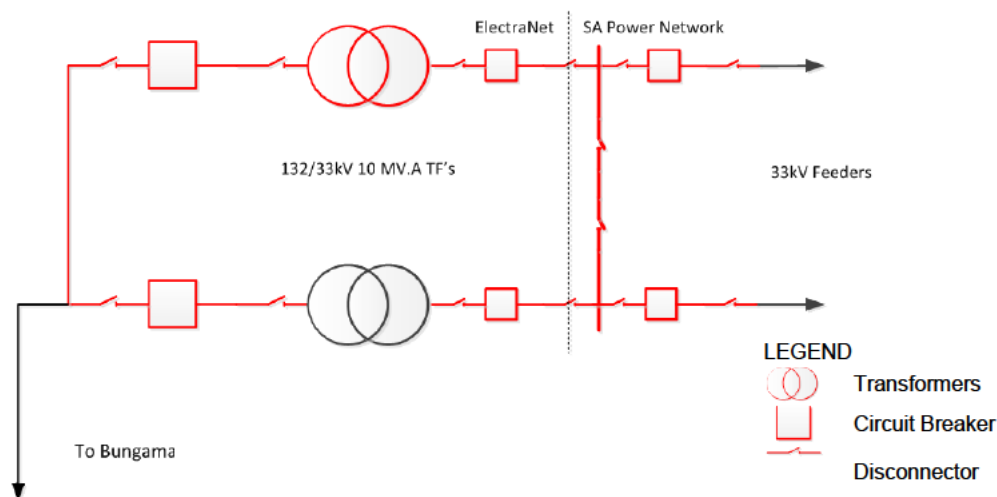 ElectraNet
SA Power Network
132/33kV 10 MV.A TF's
33kV Feeders
LEGEND
Transformers
Circuit Breaker
Disconnector
To Bungama